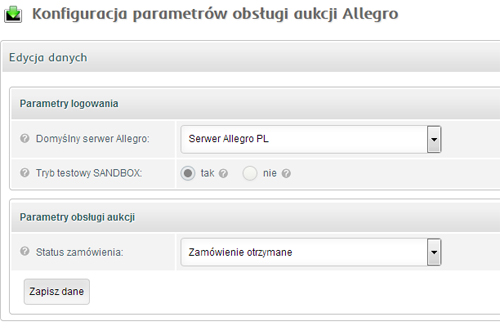 Konfiguracja parametrów obsługi aukcji Allegro
Edycja danych
Parametry logowania
Domyślny serwer Allegro: Serwer Allegro PL
Tryb testowy SANDBOX: tak nie
Parametry obsługi aukcji
Status zamówienia: Zamówienie otrzymane
Zapisz dane